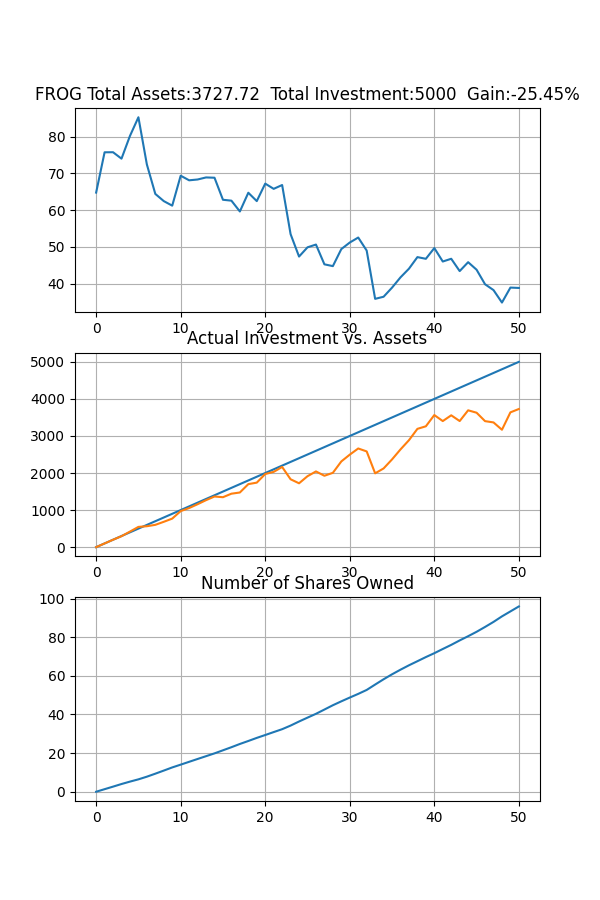 FROG Total Assets:3727.72  Total Investment:5000  Gain:-25.45%
80
70
60
50
40
0 10 20 30 40 50
Actual Investment vs. Assets
5000
4000
3000
2000
1000
0
0 10 20 30 40 50
Number of Shares Owned
100
80
60
40
20
0
0 10 20 30 40 50